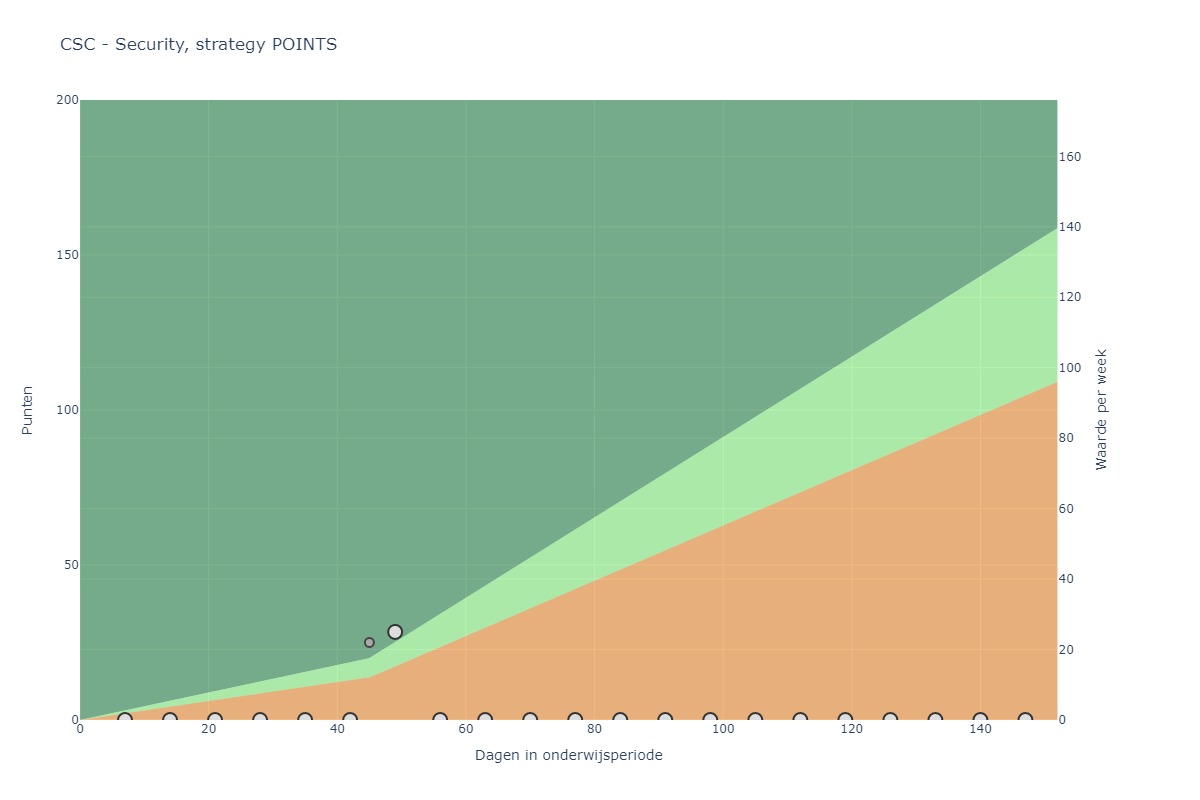 CSC - Security, strategy POINTS
200
150
100
50
0
Punten
160
140
120
100
80
60
40
20
0
Waarde per week
0 20 40 60 80 100 120 140
Dagen in onderwijsperiode